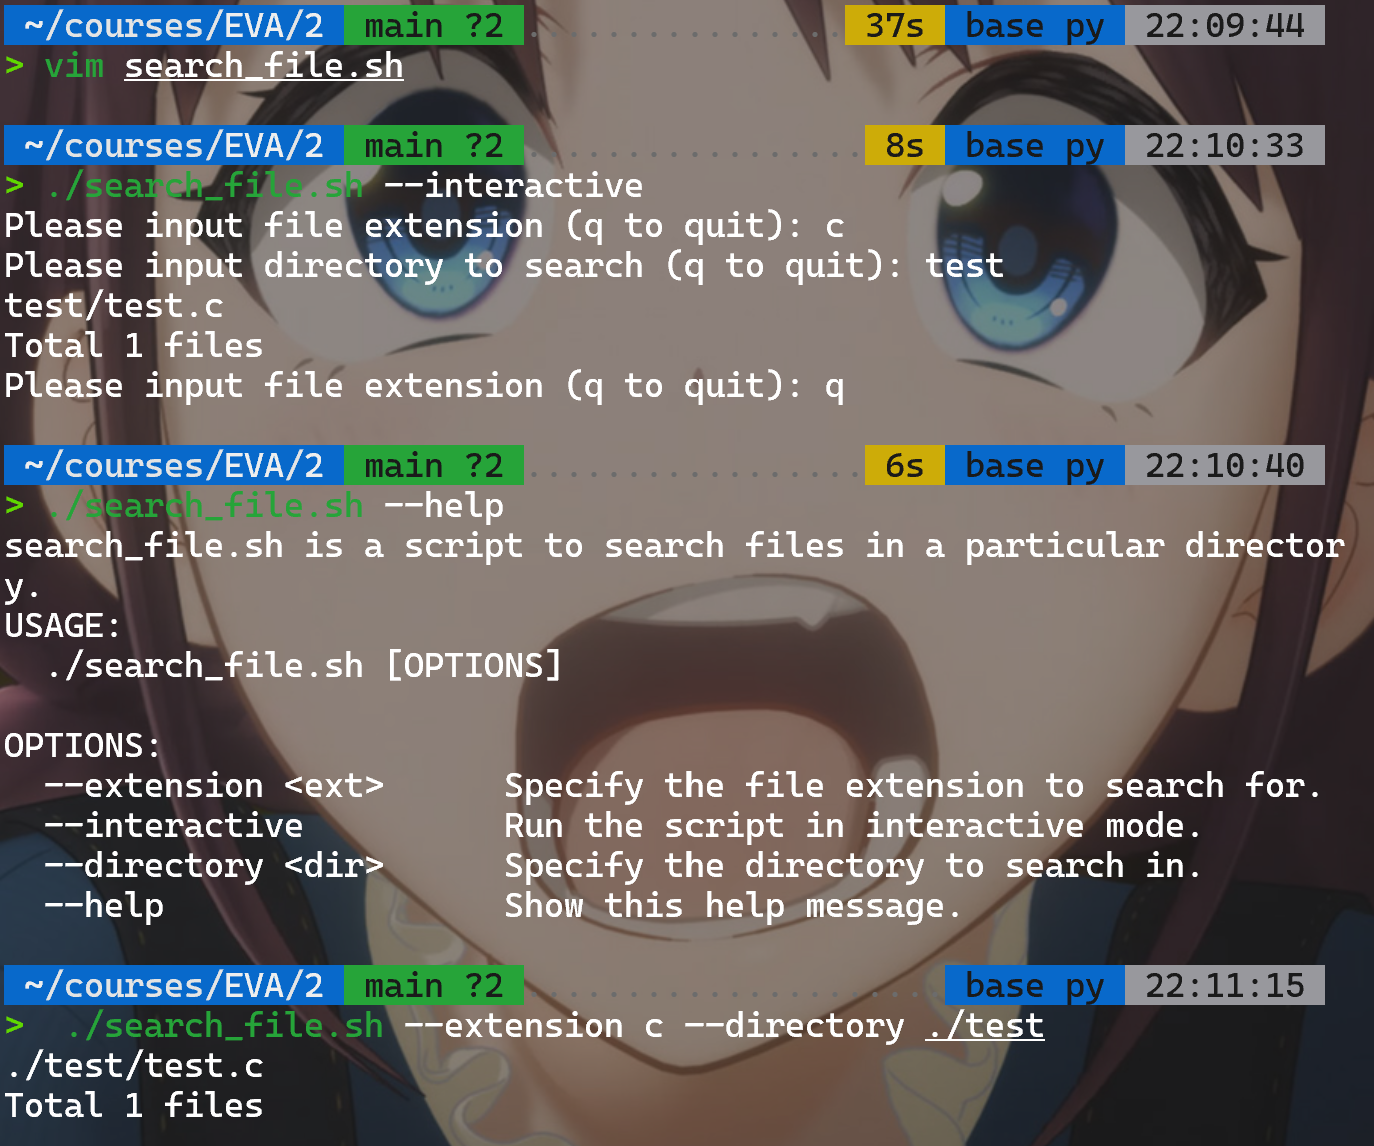 ~/courses/EVA/2 main ?2 ........................ 37s base py 22:09:44
> vim search_file.sh
~/courses/EVA/2 main ?2 ................. 8s base py 22:10:33
> ./search_file.sh --interactive
Please input file extension (q to quit): c
Please input directory to search (q to quit): test
test/test.c
Total 1 files
Please input file extension (q to quit): q
~/courses/EVA/2 main ?2 ................. 6s base py 22:10:40
> ./search_file.sh --help
search_file.sh is a script to search files in a particular director
y.
USAGE:
  ./search_file.sh [OPTIONS]
OPTIONS:
  --extension <ext>      Specify the file extension to search for.
  --interactive          Run the script in interactive mode.
  --directory <dir>      Specify the directory to search in.
  --help                 Show this help message.
~/courses/EVA/2 main ?2 ..................... base py 22:11:15
>  ./search_file.sh --extension c --directory ./test
./test/test.c
Total 1 files